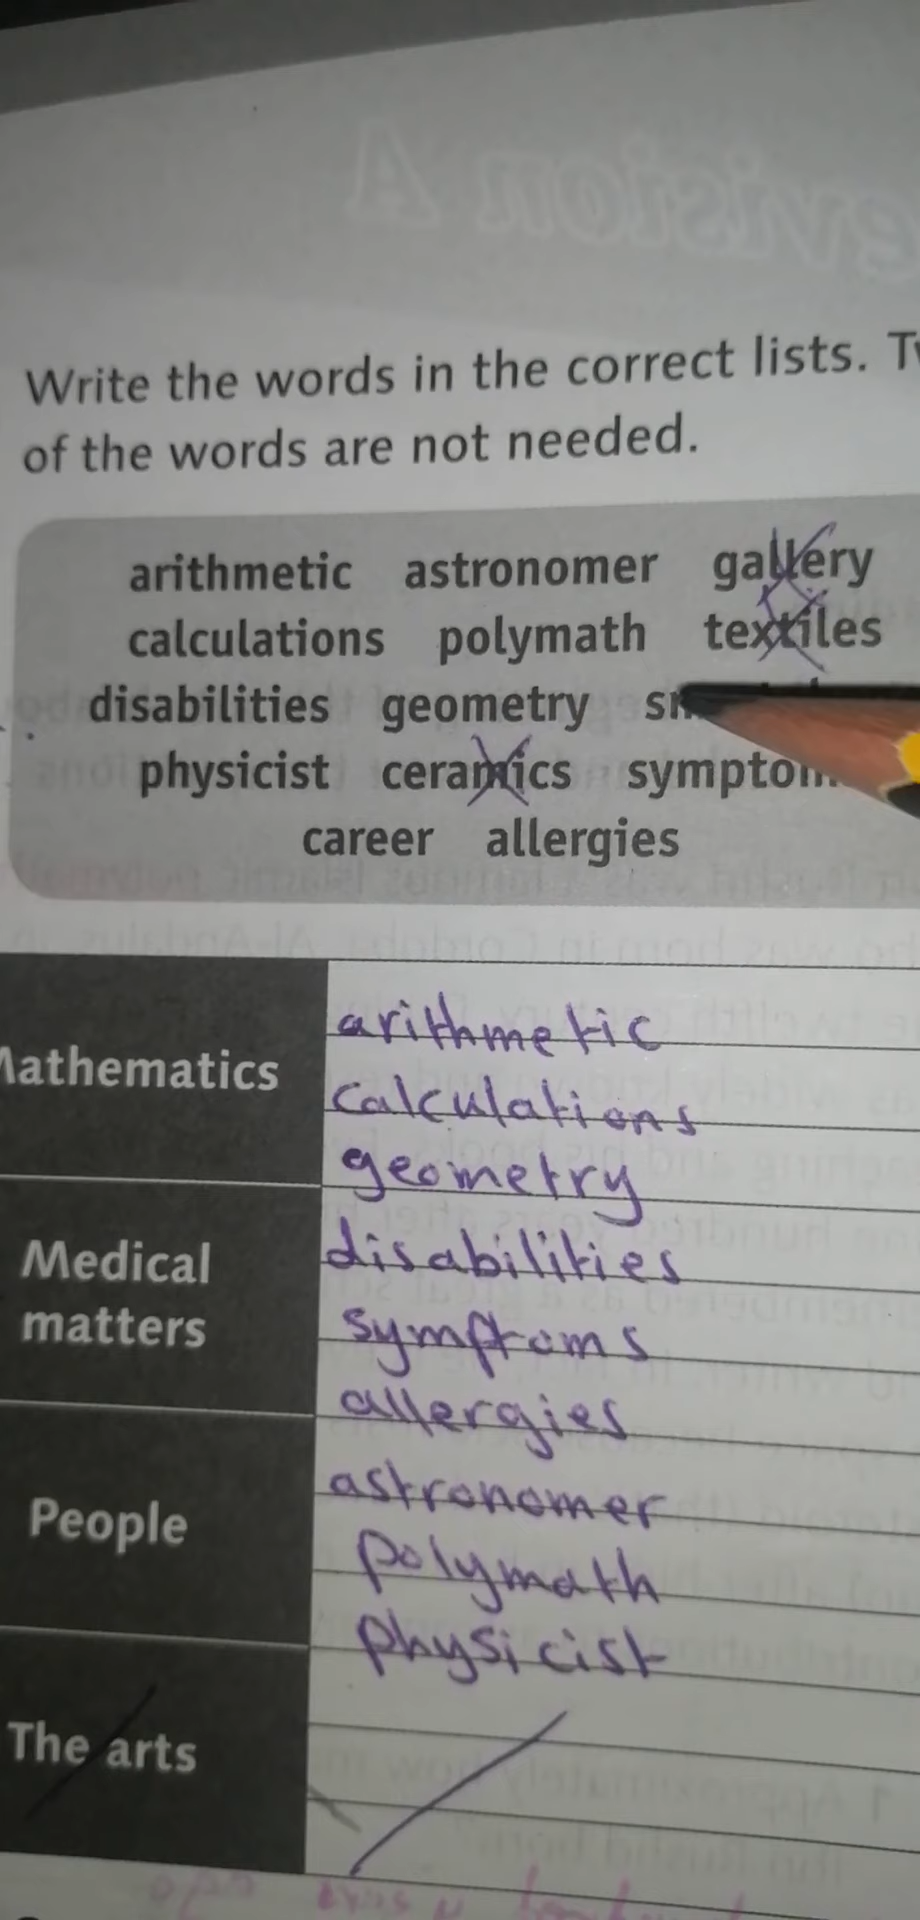 Write the words in the correct lists.
of the words are not needed.
arithmetic astronomer gallery
calculations polymath textiles
disabilities geometry
physicist ceramics
career allergies
Mathematics
arithmetic
calculations
geometry
Medical
matters
disabilities
symptoms
allergies
People
astronomer
polymath
physicist
The arts